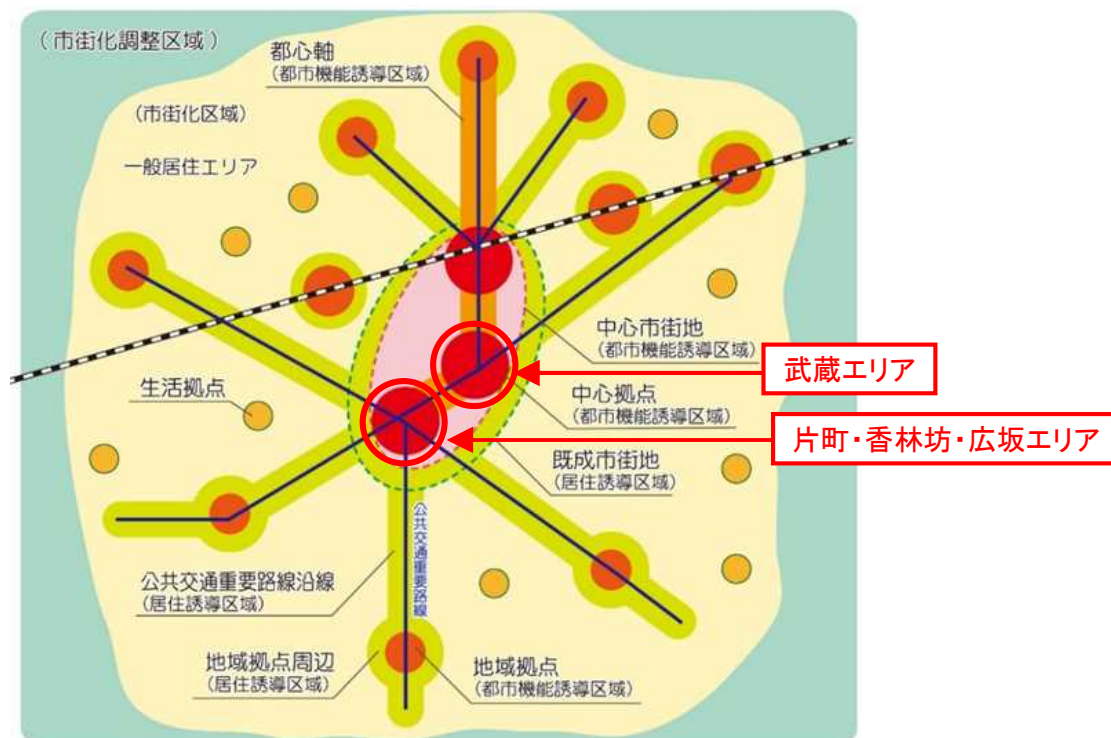 (市街化調整区域)
都心軸
(都市機能誘導区域)
(市街化区域)
一般居住エリア
中心市街地
(都市機能誘導区域)
武蔵エリア
生活拠点
中心拠点
(都市機能誘導区域)
片町・香林坊・広坂エリア
既成市街地
(居住誘導区域)
公共交通重要路線
公共交通重要路線沿線
(居住誘導区域)
地域拠点周辺
(居住誘導区域)
地域拠点
(都市機能誘導区域)